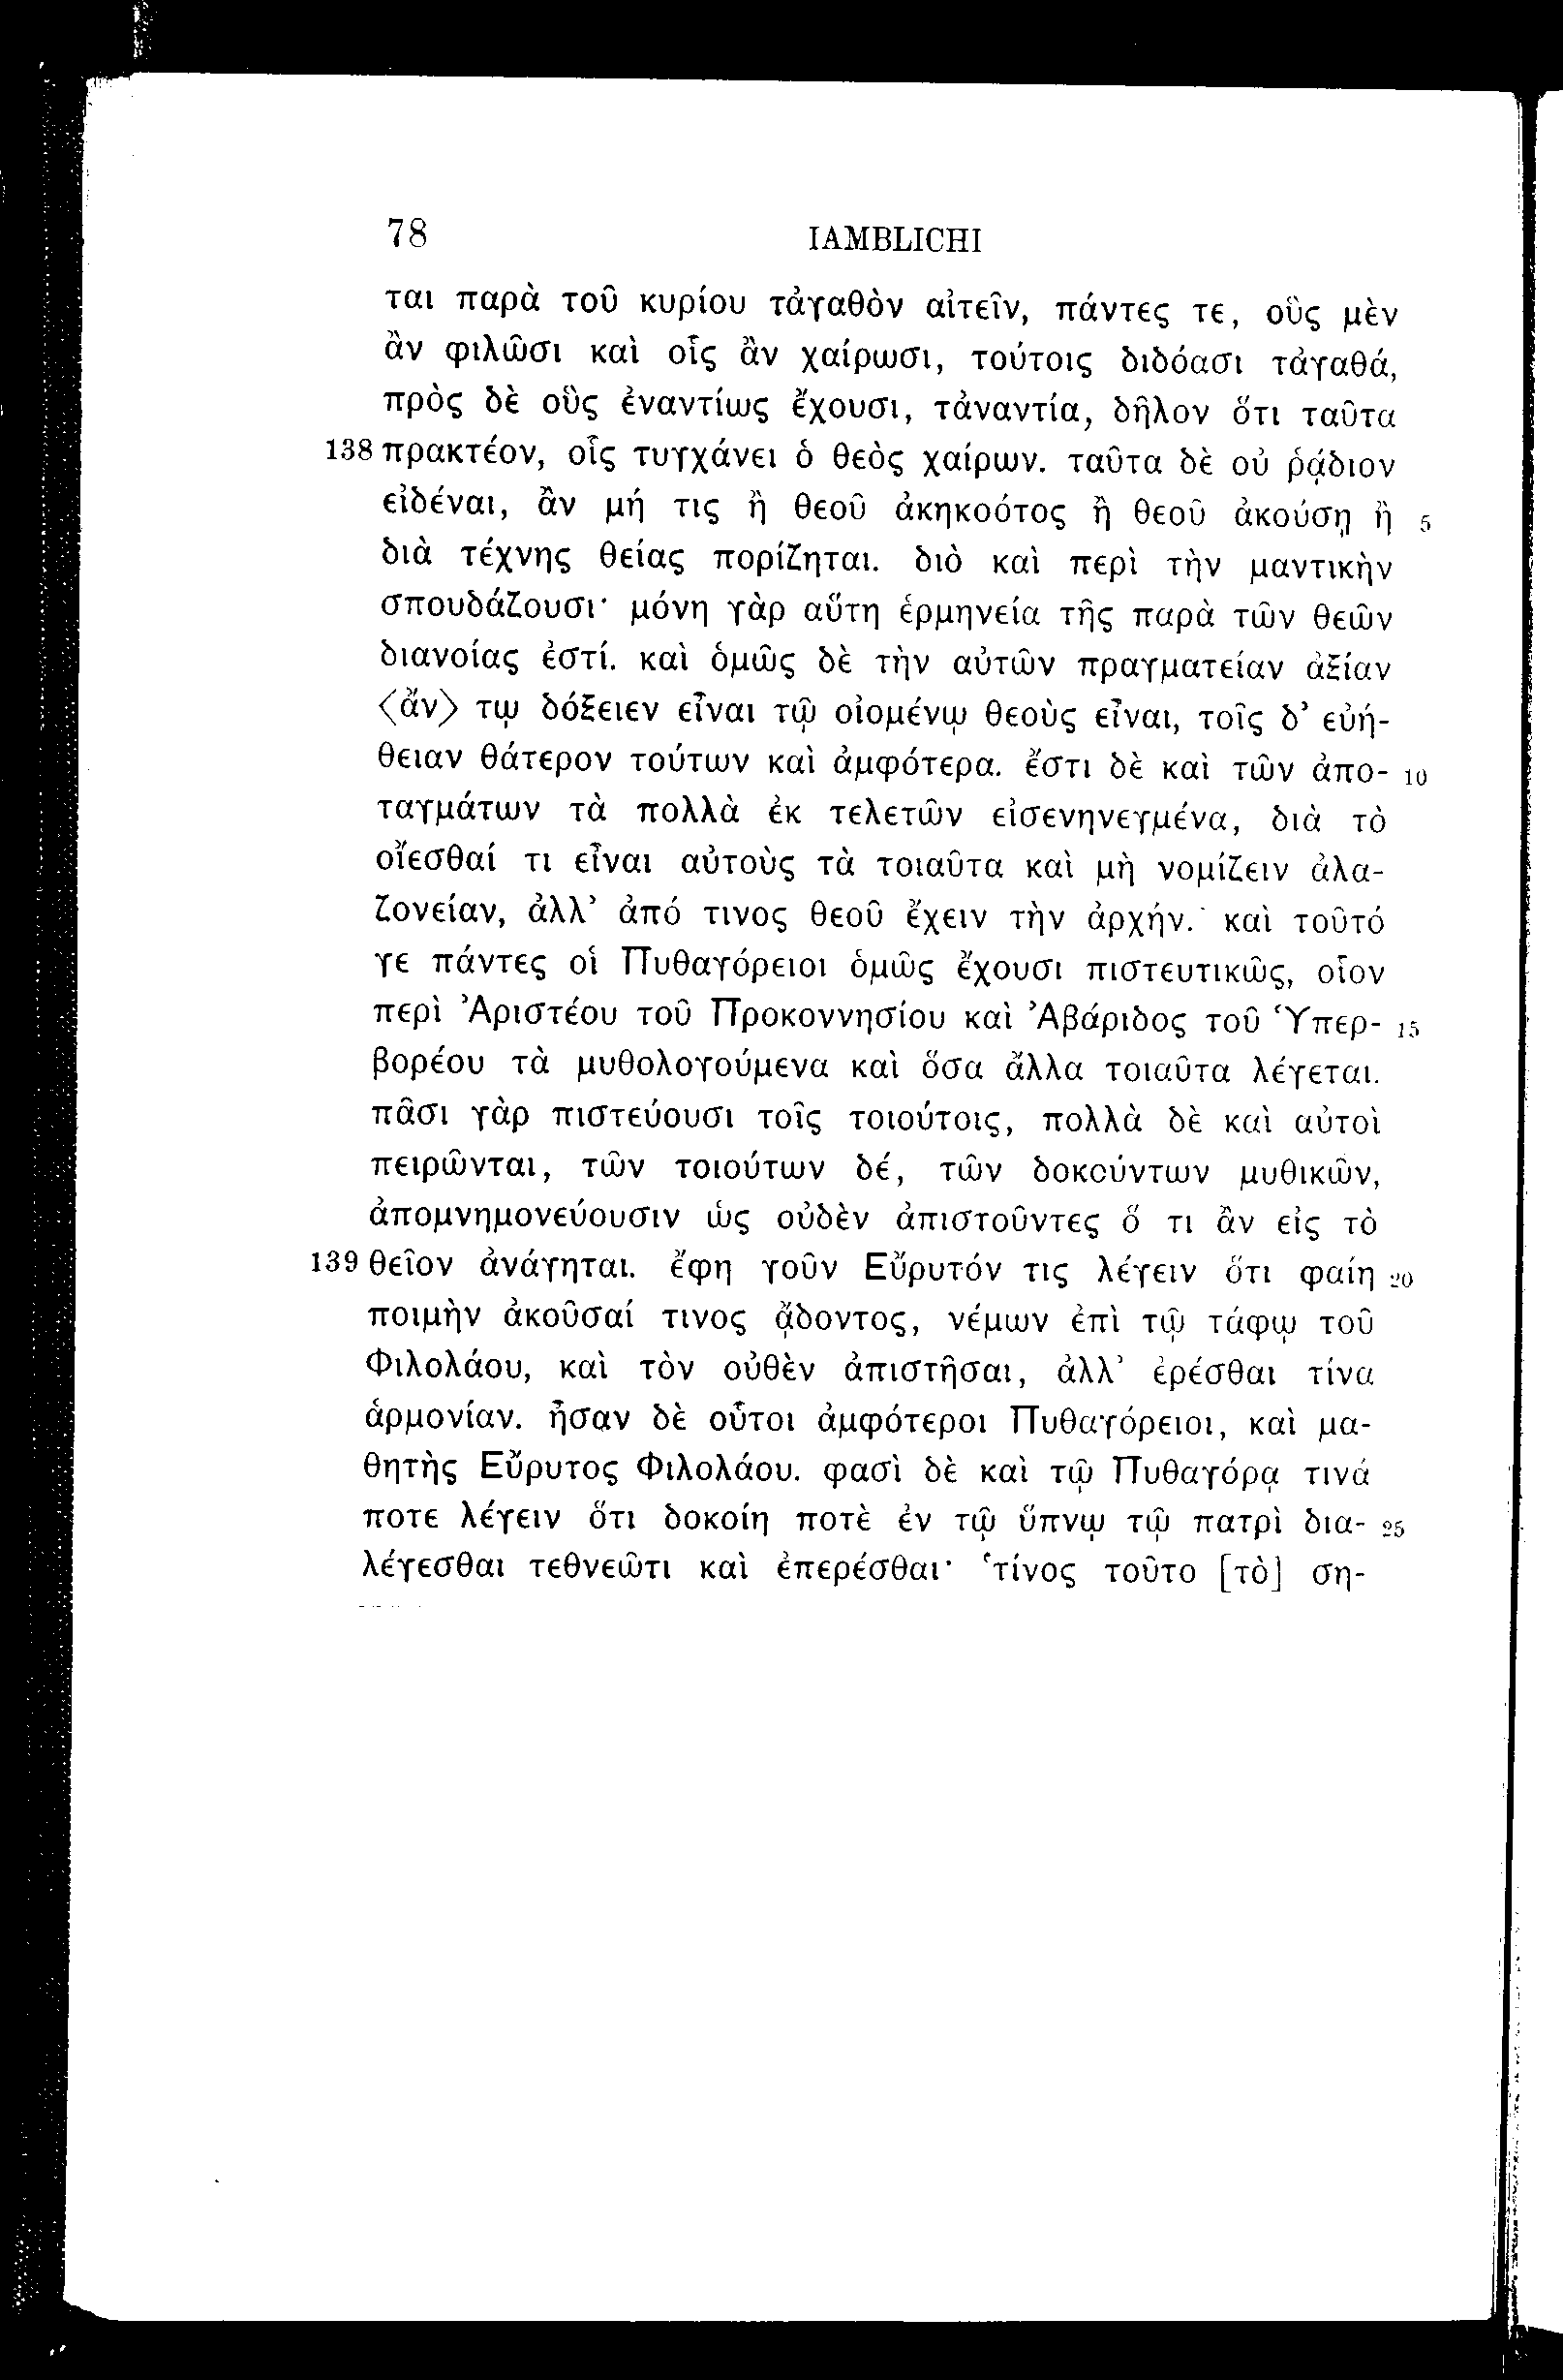 78 IAMBLICHI
ται παρὰ τοῦ κυρίου τἀγαθὸν αἰτεῖν, πάντες τε, οὓς μὲν
ἂν φιλῶσι καὶ οἷς ἂν χαίρωσι, τούτοις διδόασι τἀγαθά,
πρὸς δὲ οὓς ἐναντίως ἔχουσι, τἀναντία, δῆλον ὅτι ταῦτα
138 πρακτέον, οἷς τυγχάνει ὁ θεὸς χαίρων. ταῦτα δὲ οὐ ῥᾴδιον
εἰδέναι, ἂν μή τις ἢ θεοῦ ἀκηκοότος ἢ θεοῦ ἀκούσῃ ἢ 5
διὰ τέχνης θείας πορίζηται. διὸ καὶ περὶ τὴν μαντικὴν
σπουδάζουσι· μόνη γὰρ αὕτη ἑρμηνεία τῆς παρὰ τῶν θεῶν
διανοίας ἐστί. καὶ ὁμῶς δὲ τὴν αὐτῶν πραγματείαν ἀξίαν
⟨ἄν⟩ τῳ δόξειεν εἶναι τῷ οἰομένῳ θεοὺς εἶναι, τοῖς δ’ εὐή-
θειαν θάτερον τούτων καὶ ἀμφότερα. ἔστι δὲ καὶ τῶν ἀπο- 10
ταγμάτων τὰ πολλὰ ἐκ τελετῶν εἰσενηνεγμένα, διὰ τὸ
οἴεσθαί τι εἶναι αὐτοὺς τὰ τοιαῦτα καὶ μὴ νομίζειν ἀλα-
ζονείαν, ἀλλ’ ἀπό τινος θεοῦ ἔχειν τὴν ἀρχήν. καὶ τοῦτό
γε πάντες οἱ Πυθαγόρειοι ὁμῶς ἔχουσι πιστευτικῶς, οἷον
περὶ Ἀριστέου τοῦ Προκοννησίου καὶ Ἀβάριδος τοῦ Ὑπερ- 15
βορέου τὰ μυθολογούμενα καὶ ὅσα ἄλλα τοιαῦτα λέγεται.
πᾶσι γὰρ πιστεύουσι τοῖς τοιούτοις, πολλὰ δὲ καὶ αὐτοὶ
πειρῶνται, τῶν τοιούτων δέ, τῶν δοκούντων μυθικῶν,
ἀπομνημονεύουσιν ὡς οὐδὲν ἀπιστοῦντες ὅ τι ἂν εἰς τὸ
139 θεῖον ἀνάγηται. ἔφη γοῦν Εὔρυτόν τις λέγειν ὅτι φαίη 20
ποιμὴν ἀκοῦσαί τινος ᾄδοντος, νέμων ἐπὶ τῷ τάφῳ τοῦ
Φιλολάου, καὶ τὸν οὐθὲν ἀπιστῆσαι, ἀλλ’ ἐρέσθαι τίνα
ἁρμονίαν. ἦσαν δὲ οὗτοι ἀμφότεροι Πυθαγόρειοι, καὶ μα-
θητὴς Εὔρυτος Φιλολάου. φασὶ δὲ καὶ τῷ Πυθαγόρᾳ τινά
ποτε λέγειν ὅτι δοκοίη ποτὲ ἐν τῷ ὕπνῳ τῷ πατρὶ δια- 25
λέγεσθαι τεθνεῶτι καὶ ἐπερέσθαι· ‘τίνος τοῦτο [τὸ] ση-